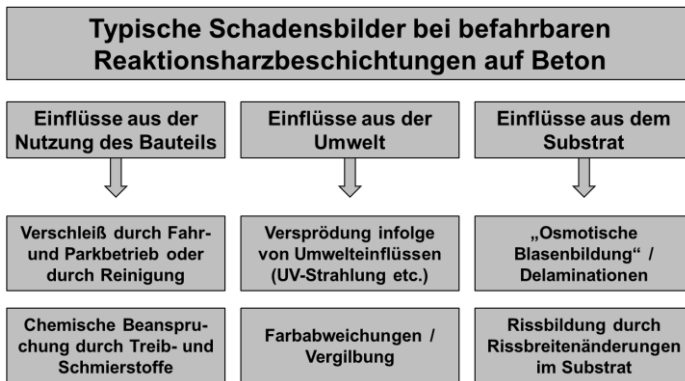 Typische Schadensbilder bei befahrbaren
Reaktionsharzbeschichtungen auf Beton
Einflüsse aus der
Nutzung des Bauteils
Einflüsse aus der
Umwelt
Einflüsse aus dem
Substrat
Verschleiß durch Fahr-
und Parkbetrieb oder
durch Reinigung
Versprödung infolge
von Umwelteinflüssen
(UV-Strahlung etc.)
„Osmotische
Blasenbildung“ /
Delaminationen
Chemische Beanspru-
chung durch Treib- und
Schmierstoffe
Farbabweichungen /
Vergilbung
Rissbildung durch
Rissbreitenänderungen
im Substrat